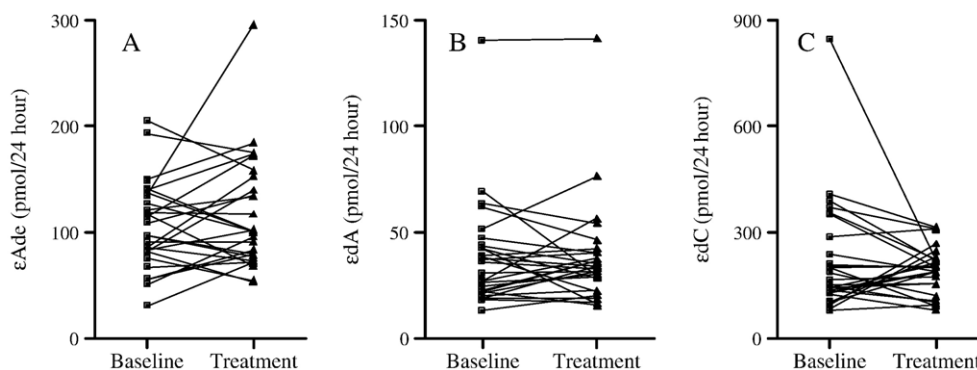 A
εAde (pmol/24 hour)
300
200
100
0
Baseline Treatment
B
εdA (pmol/24 hour)
150
100
50
0
Baseline Treatment
C
εdC (pmol/24 hour)
900
600
300
0
Baseline Treatment